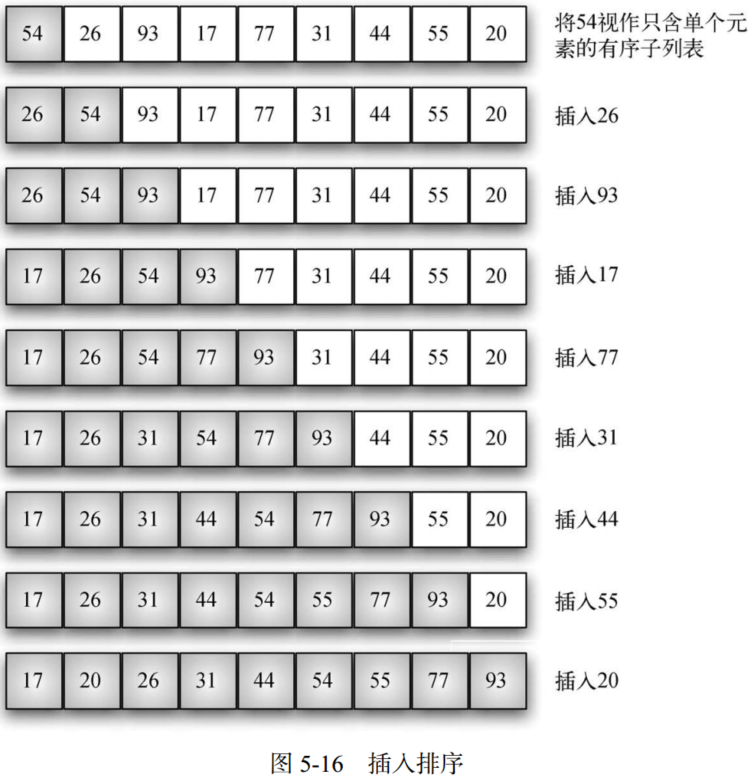 54 26 93 17 77 31 44 55 20 将54视作只含单个元
素的有序子列表
26 54 93 17 77 31 44 55 20 插入26
26 54 93 17 77 31 44 55 20 插入93
17 26 54 93 77 31 44 55 20 插入17
17 26 54 77 93 31 44 55 20 插入77
17 26 31 54 77 93 44 55 20 插入31
17 26 31 44 54 77 93 55 20 插入44
17 26 31 44 54 55 77 93 20 插入55
17 20 26 31 44 54 55 77 93 插入20
图 5-16 插入排序